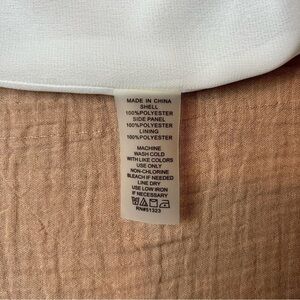 MADE IN CHINA
SHELL
100%POLYESTER
SIDE PANEL
100%POLYESTER
LINING
100%POLYESTER
MACHINE
WASH COLD
WITH LIKE COLORS
USE ONLY
NON-CHLORINE
BLEACH IF NEEDED
LINE DRY
USE LOW IRON
IF NECESSARY
RN#51323